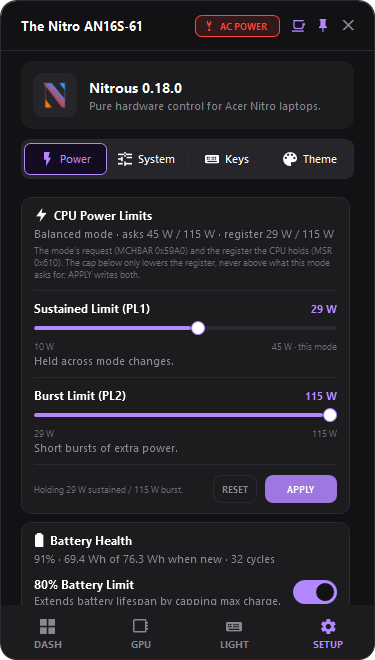 The Nitro AN16S-61
AC POWER
Nitrous 0.18.0
Pure hardware control for Acer Nitro laptops.
Power
System
Keys
Theme
CPU Power Limits
Balanced mode · asks 45 W / 115 W · register 29 W / 115 W
The mode's request (MCHBAR 0x59A0) and the register the CPU holds (MSR
0x610). The cap below only lowers the register, never above what this mode
asks for; APPLY writes both.
Sustained Limit (PL1)
29 W
10 W
45 W · this mode
Held across mode changes.
Burst Limit (PL2)
115 W
29 W
115 W
Short bursts of extra power.
Holding 29 W sustained / 115 W burst.
RESET
APPLY
Battery Health
91% · 69.4 Wh of 76.3 Wh when new · 32 cycles
80% Battery Limit
Extends battery lifespan by capping max charge.
DASH
GPU
LIGHT
SETUP